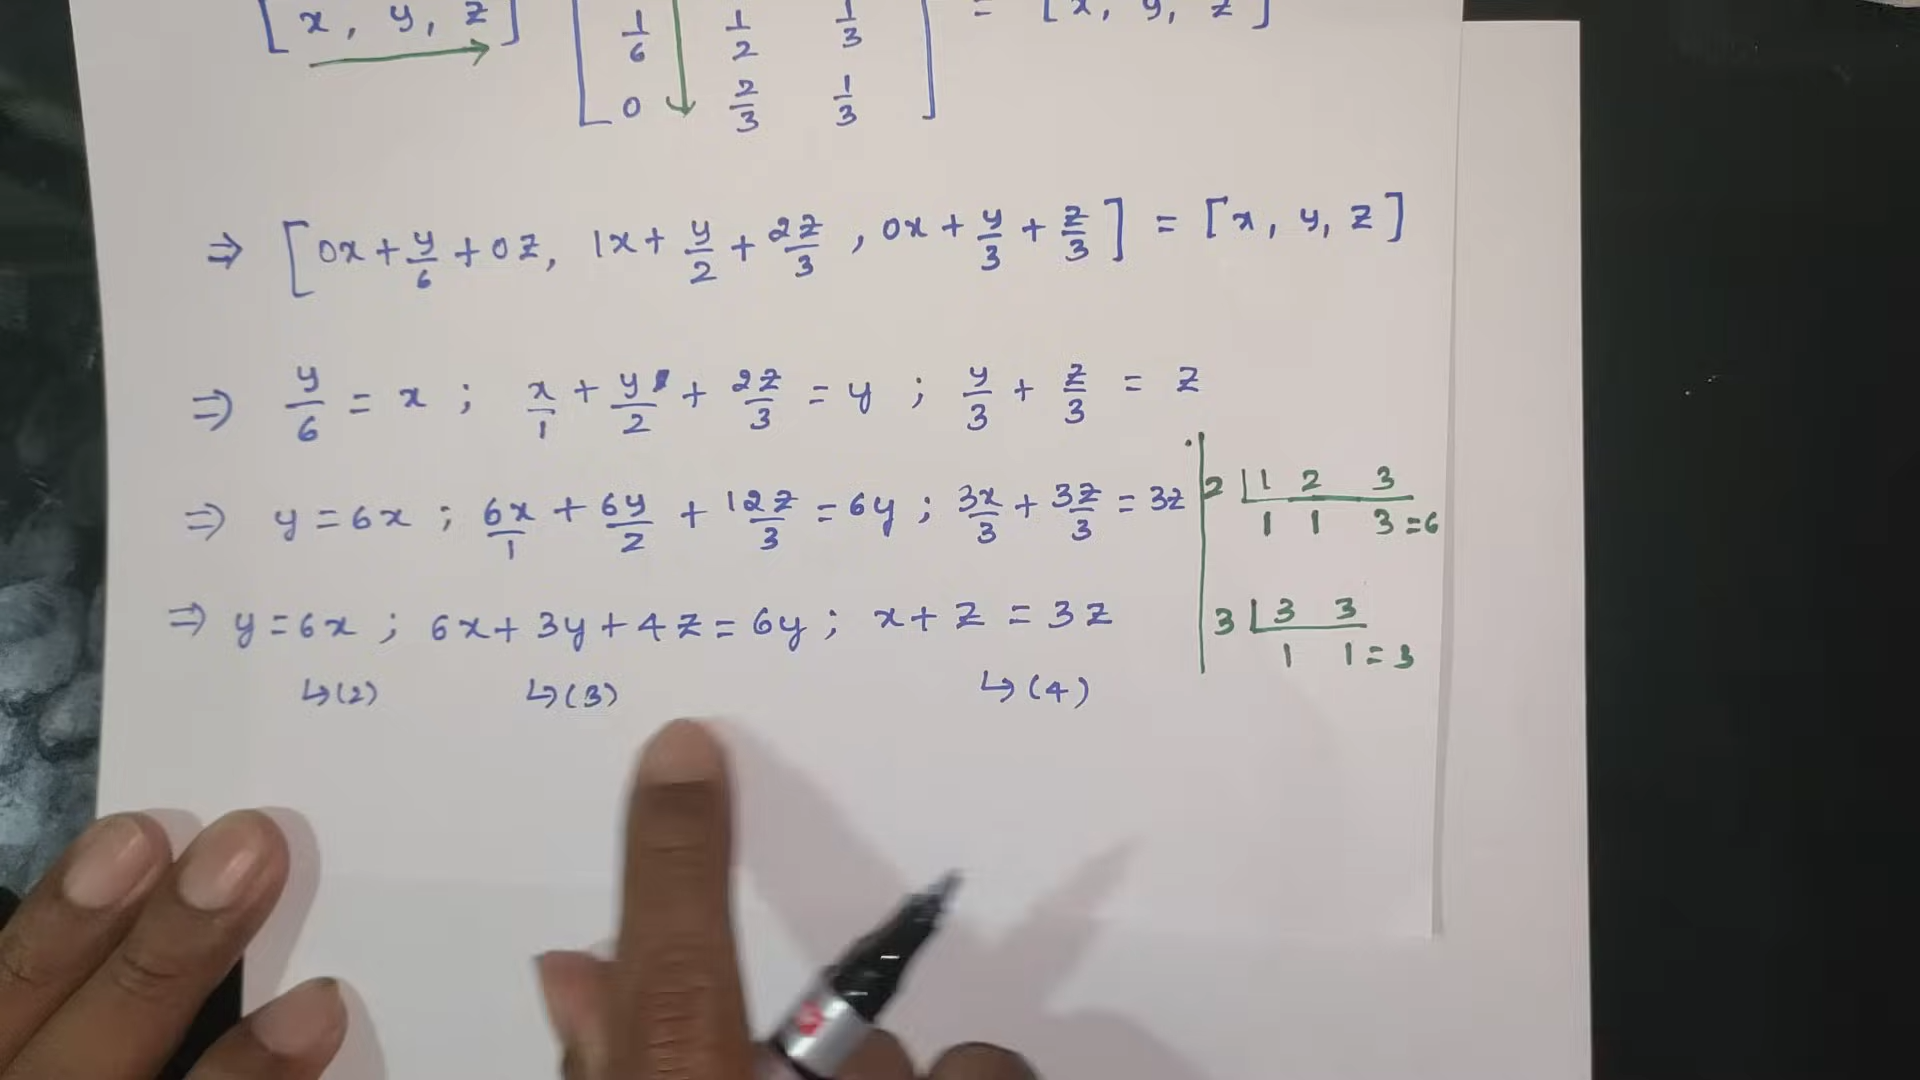 [ x, y, z ] [ 1/6 1/2 1/3 = [ x, y, z ]
0 2/3 1/3 ]
⇒ [ 0x + y/6 + 0z, 1x + y/2 + 2z/3 , 0x + y/3 + z/3 ] = [ x, y, z ]
⇒ y/6 = x ; x/1 + y/2 + 2z/3 = y ; y/3 + z/3 = z
⇒ y = 6x ; 6x/1 + 6y/2 + 12z/3 = 6y ; 3x/3 + 3z/3 = 3z
⇒ y = 6x ; 6x + 3y + 4z = 6y ; x + z = 3z
↳(2) ↳(3) ↳(4)
2 | 1 2 3
1 1 3 = 6
3 | 3 3
1 1 = 3